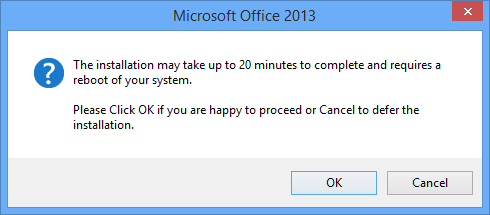 Microsoft Office 2013
The installation may take up to 20 minutes to complete and requires a
reboot of your system.
Please Click OK if you are happy to proceed or Cancel to defer the
installation.
OK
Cancel